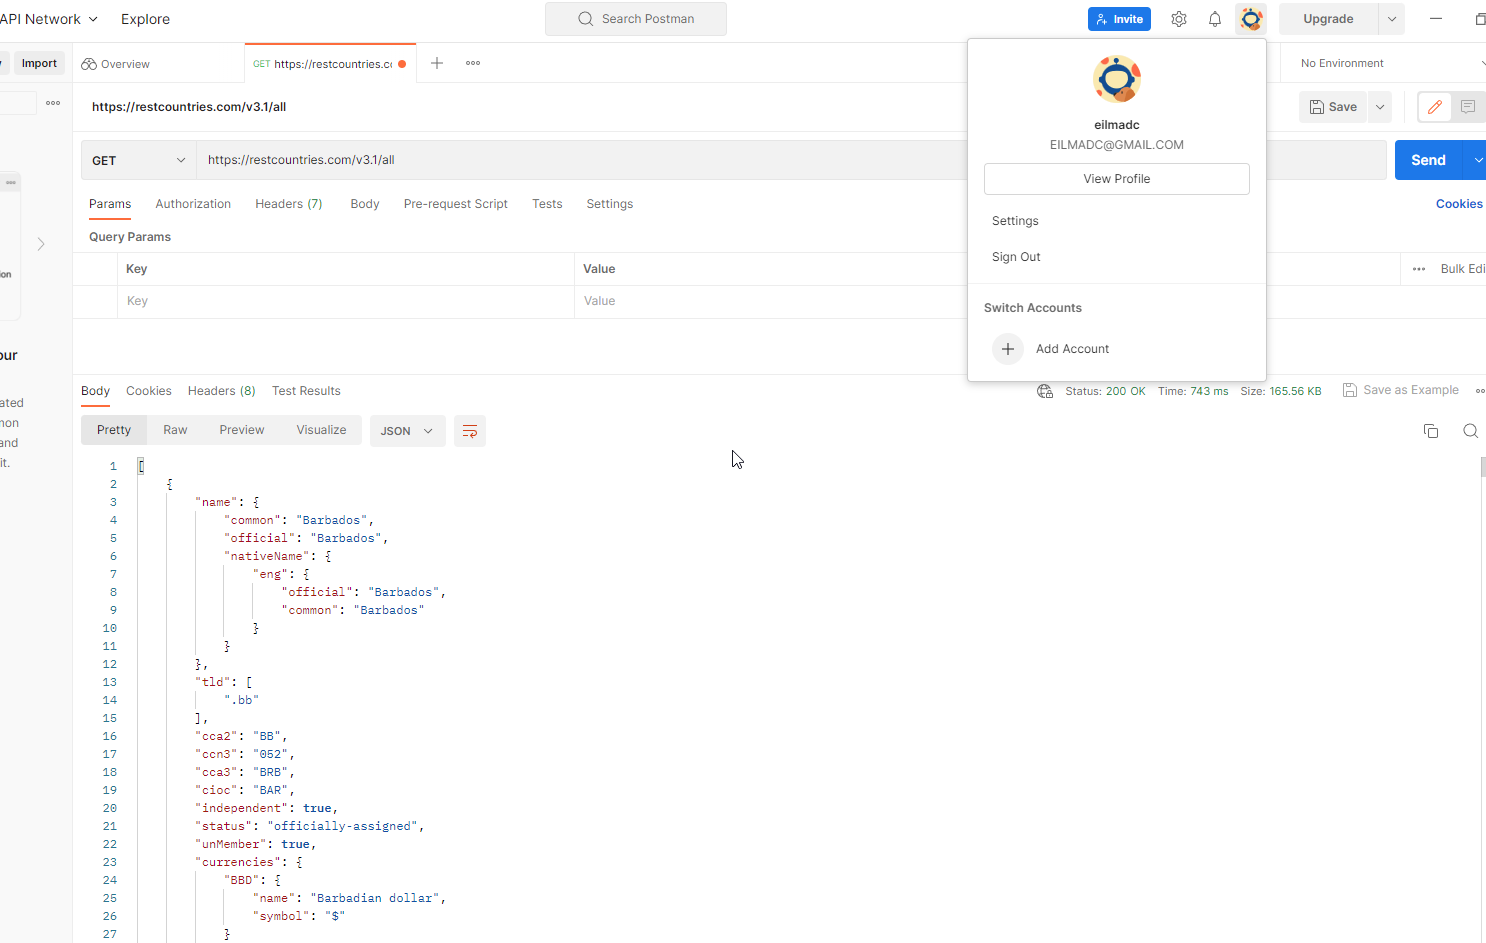 API Network Explore Search Postman Invite Upgrade
Import Overview GET https://restcountries.co No Environment
https://restcountries.com/v3.1/all Save
GET https://restcountries.com/v3.1/all Send
Params Authorization Headers (7) Body Pre-request Script Tests Settings Cookies
Query Params
Key Value Bulk Edi
Key Value
eilmadc
EILMADC@GMAIL.COM
View Profile
Settings
Sign Out
Switch Accounts
Add Account
ion
our
ated
non
and
it.
Body Cookies Headers (8) Test Results Status: 200 OK Time: 743 ms Size: 165.56 KB Save as Example
Pretty Raw Preview Visualize JSON
1 [
2 {
3 "name": {
4 "common": "Barbados",
5 "official": "Barbados",
6 "nativeName": {
7 "eng": {
8 "official": "Barbados",
9 "common": "Barbados"
10 }
11 }
12 },
13 "tld": [
14 ".bb"
15 ],
16 "cca2": "BB",
17 "ccn3": "052",
18 "cca3": "BRB",
19 "cioc": "BAR",
20 "independent": true,
21 "status": "officially-assigned",
22 "unMember": true,
23 "currencies": {
24 "BBD": {
25 "name": "Barbadian dollar",
26 "symbol": "$"
27 }